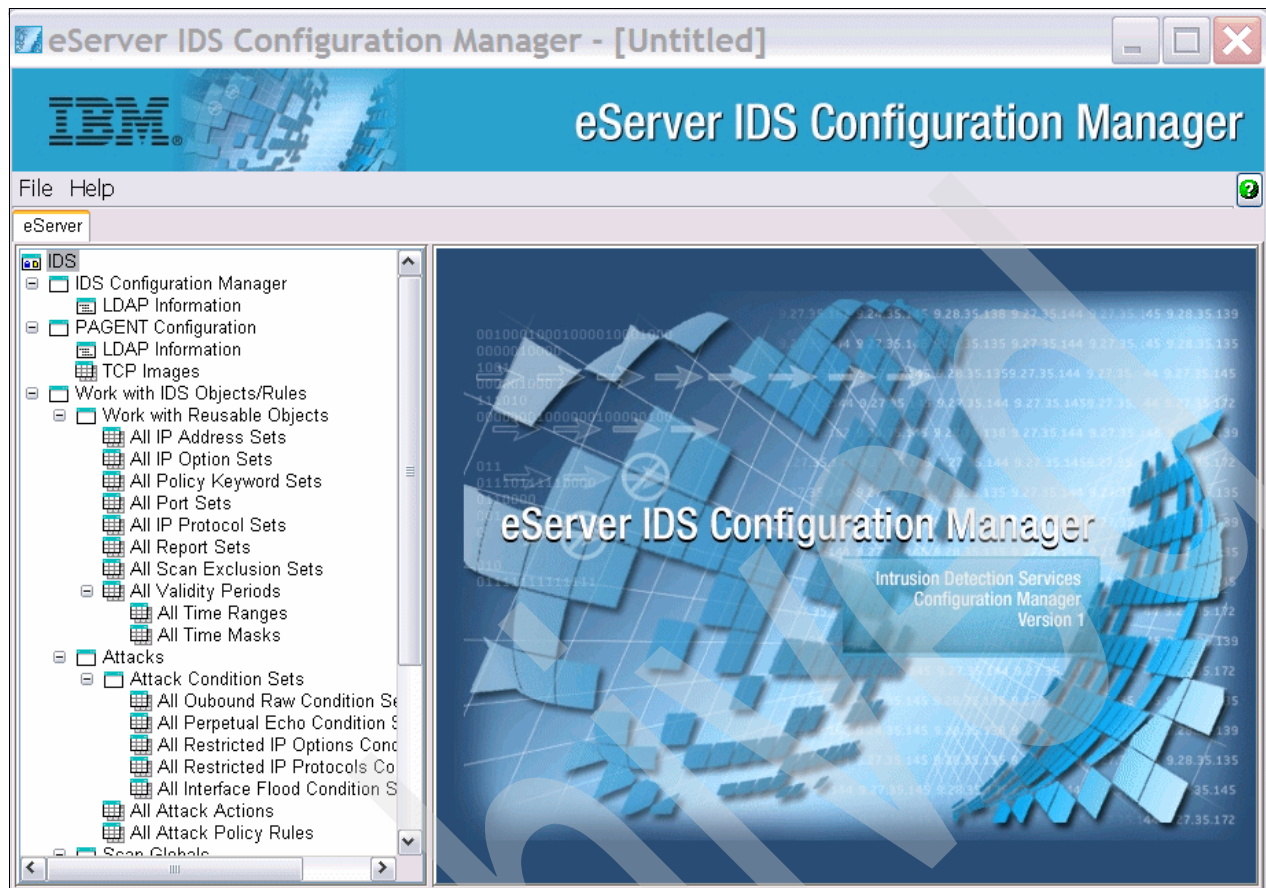 eServer IDS Configuration Manager - [Untitled]
IBM®
eServer IDS Configuration Manager
File Help
eServer
IDS
IDS Configuration Manager
LDAP Information
PAGENT Configuration
LDAP Information
TCP Images
Work with IDS Objects/Rules
Work with Reusable Objects
All IP Address Sets
All IP Option Sets
All Policy Keyword Sets
All Port Sets
All IP Protocol Sets
All Report Sets
All Scan Exclusion Sets
All Validity Periods
All Time Ranges
All Time Masks
Attacks
Attack Condition Sets
All Oubound Raw Condition Se
All Perpetual Echo Condition S
All Restricted IP Options Conc
All Restricted IP Protocols Co
All Interface Flood Condition S
All Attack Actions
All Attack Policy Rules
Scan Globals
eServer IDS Configuration Manager
Intrusion Detection Services
Configuration Manager
Version 1